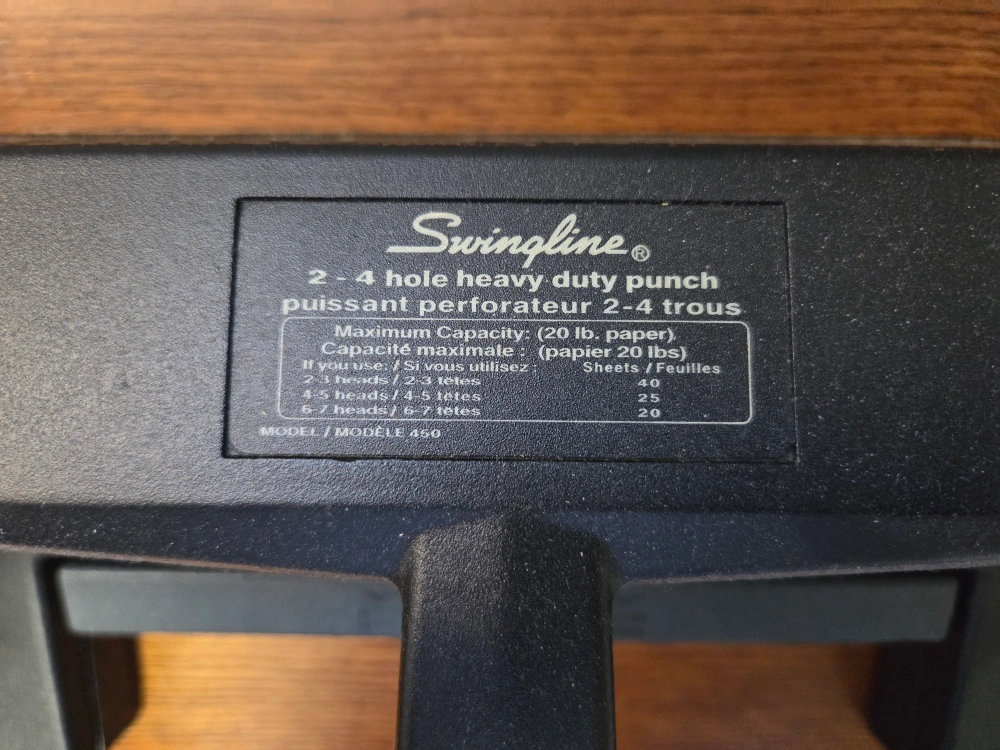 Swingline®
2 - 4 hole heavy duty punch
puissant perforateur 2-4 trous
Maximum Capacity: (20 lb. paper)
Capacité maximale : (papier 20 lbs)
If you use: / Si vous utilisez : Sheets / Feuilles
2-3 heads / 2-3 têtes 40
4-5 heads / 4-5 têtes 25
6-7 heads / 6-7 têtes 20
MODEL / MODÈLE 450